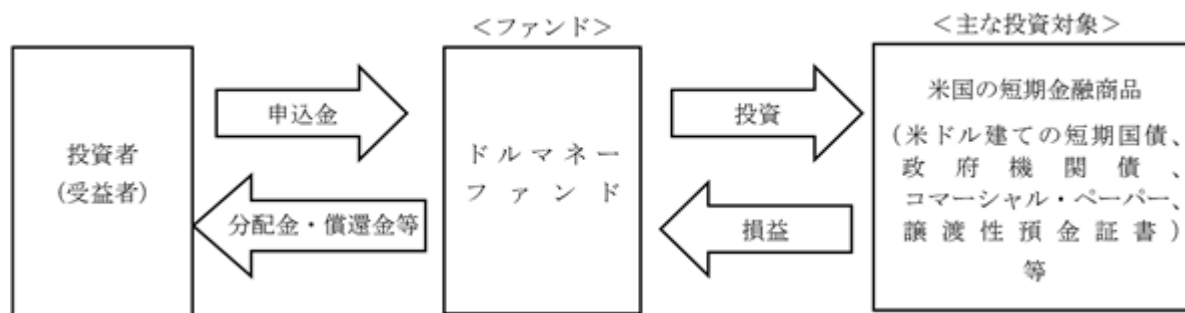 <ファンド>
<主な投資対象>
投資者
(受益者)
申込金
分配金・償還金等
ドルマネー
ファンド
投資
損益
米国の短期金融商品
(米ドル建ての短期国債、
政府機関債、
コマーシャル・ペーパー、
譲渡性預金証書)
等